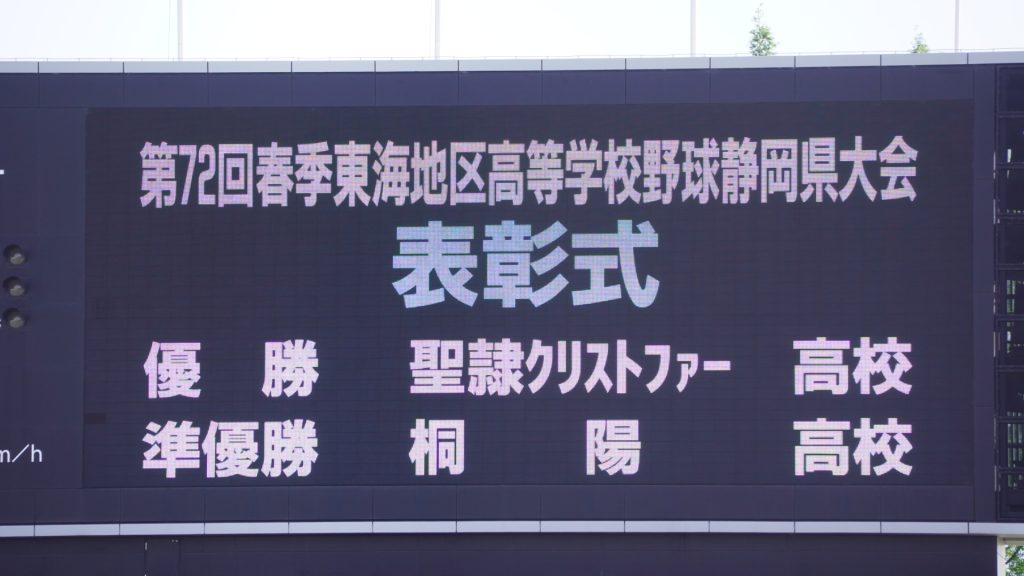 第72回春季東海地区高等学校野球静岡県大会
表彰式
優　勝　聖隷クリストファー　高校
準優勝　桐　陽　高校
m/h